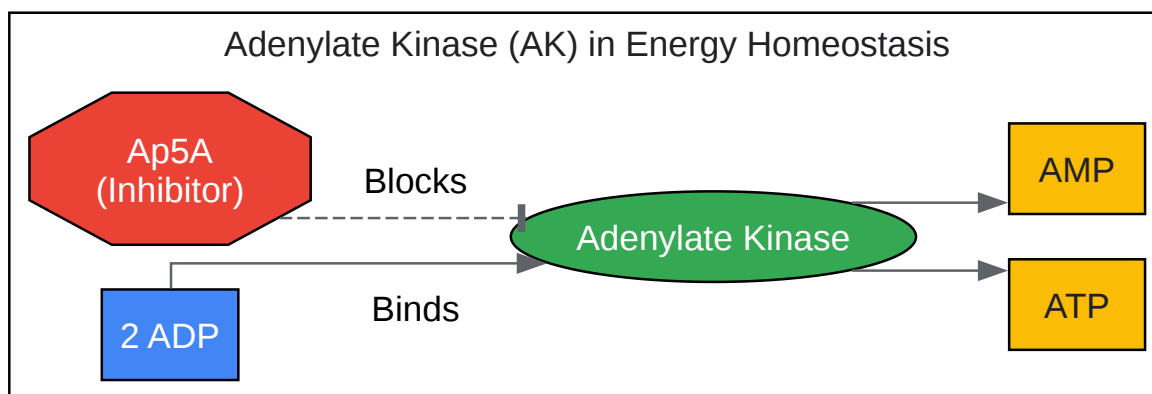 Adenylate Kinase (AK) in Energy Homeostasis
Ap5A
(Inhibitor)
Blocks
AMP
Adenylate Kinase
Binds
2 ADP
ATP